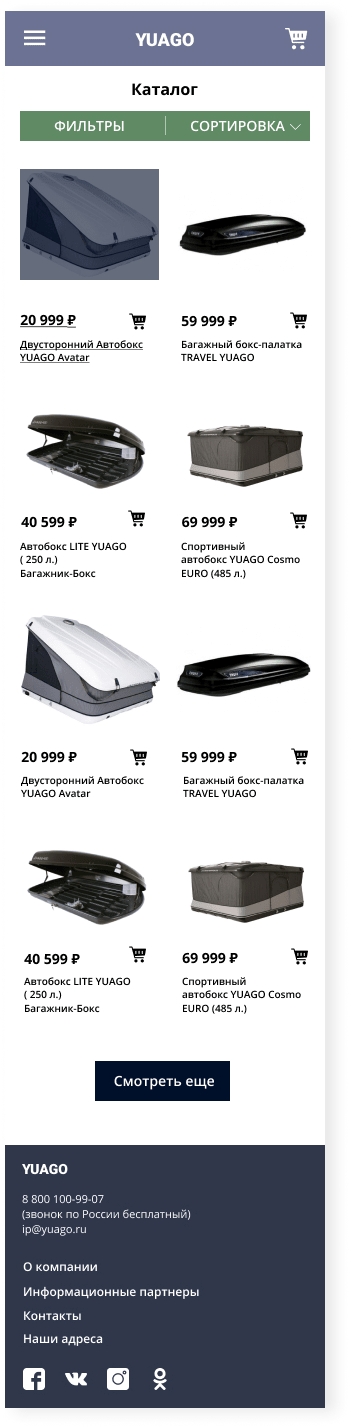 YUAGO
Каталог
ФИЛЬТРЫ
СОРТИРОВКА
20 999 ₽
Двусторонний Автобокс
YUAGO Avatar
59 999 ₽
Багажный бокс-палатка
TRAVEL YUAGO
40 599 ₽
Автобокс LITE YUAGO
( 250 л.)
Багажник-Бокс
69 999 ₽
Спортивный
автобокс YUAGO Cosmo
EURO (485 л.)
20 999 ₽
Двусторонний Автобокс
YUAGO Avatar
59 999 ₽
Багажный бокс-палатка
TRAVEL YUAGO
40 599 ₽
Автобокс LITE YUAGO
( 250 л.)
Багажник-Бокс
69 999 ₽
Спортивный
автобокс YUAGO Cosmo
EURO (485 л.)
Смотреть еще
YUAGO
8 800 100-99-07
(звонок по России бесплатный)
ip@yuago.ru
О компании
Информационные партнеры
Контакты
Наши адреса